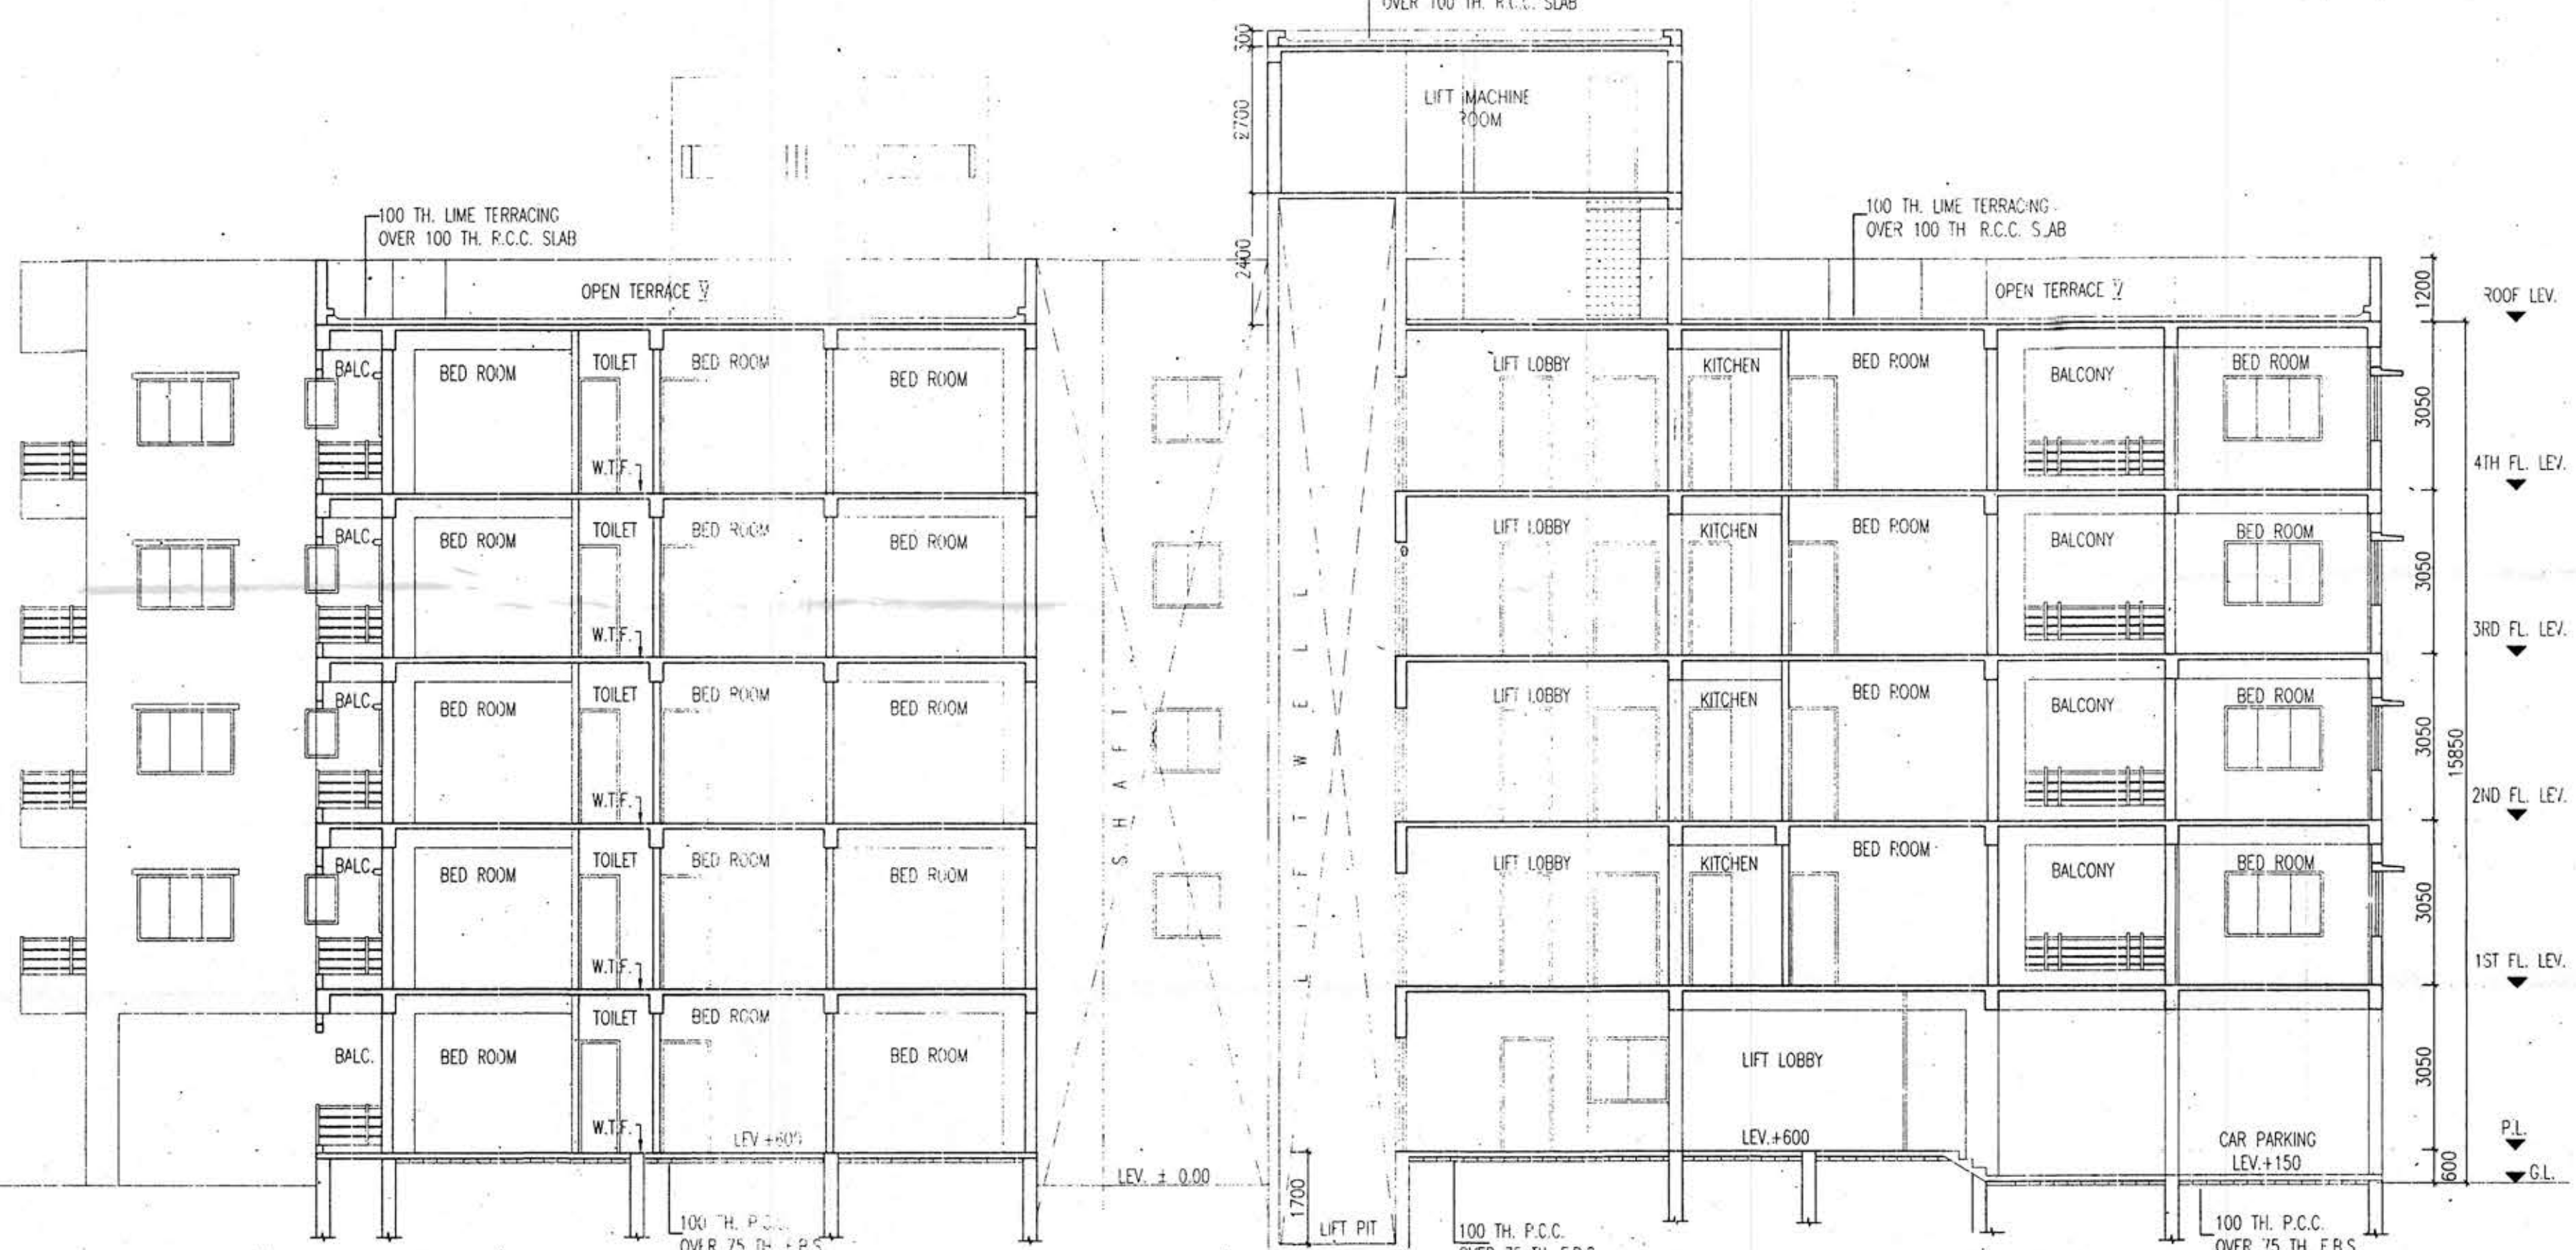 OVER 100 TH. R.C.C. SLAB
300
LIFT MACHINE
ROOM
2700
100 TH. LIME TERRACING
OVER 100 TH. R.C.C. SLAB
100 TH. LIME TERRACING
OVER 100 TH R.C.C. SLAB
2400
OPEN TERRACE
OPEN TERRACE
1200
ROOF LEV.
BALC.
BED ROOM
TOILET
BED ROOM
BED ROOM
LIFT LOBBY
KITCHEN
BED ROOM
BALCONY
BED ROOM
3050
W.T.F.
4TH FL. LEV.
BALC.
BED ROOM
TOILET
BED ROOM
BED ROOM
LIFT LOBBY
KITCHEN
BED ROOM
BALCONY
BED ROOM
3050
W.T.F.
3RD FL. LEV.
BALC.
BED ROOM
TOILET
BED ROOM
BED ROOM
SHAFT
LIFT WELL
LIFT LOBBY
KITCHEN
BED ROOM
BALCONY
BED ROOM
3050
15850
W.T.F.
2ND FL. LEV.
BALC.
BED ROOM
TOILET
BED ROOM
BED ROOM
LIFT LOBBY
KITCHEN
BED ROOM
BALCONY
BED ROOM
3050
W.T.F.
1ST FL. LEV.
BALC.
BED ROOM
TOILET
BED ROOM
BED ROOM
LIFT LOBBY
3050
W.T.F.
LEV +600
LEV.+600
CAR PARKING
LEV.+150
P.L.
600
G.L.
LEV. ± 0.00
1700
LIFT PIT
100 TH. P.C.C.
OVER 75 TH.
100 TH. P.C.C.
OVER 75 TH.
100 TH. P.C.C.
OVER 75 TH. F.B.S.